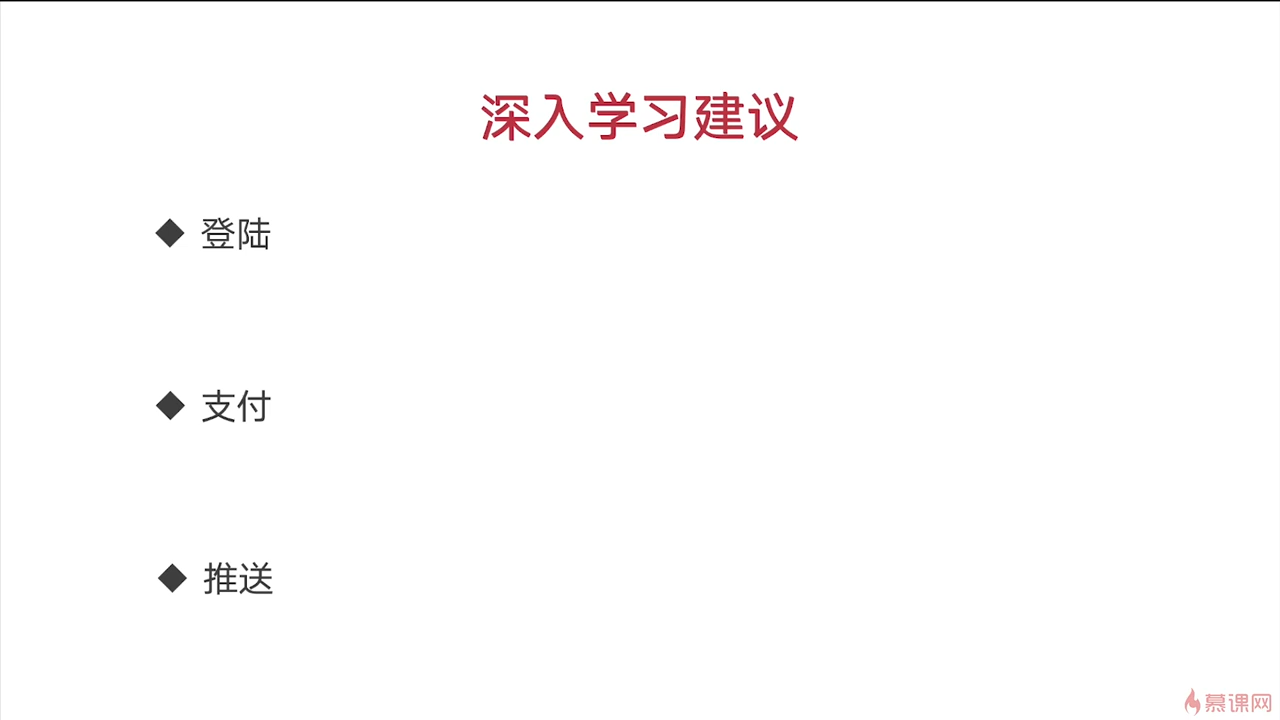 深入学习建议
◆ 登陆
◆ 支付
◆ 推送
慕课网